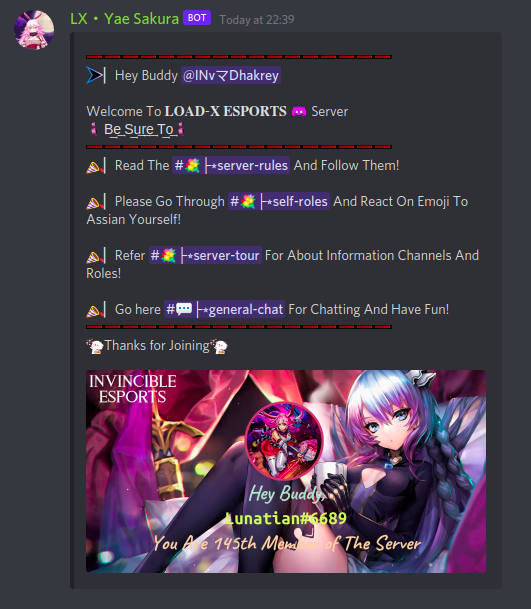 LX • Yae Sakura BOT Today at 22:39
Hey Buddy @INvマDhakrey
Welcome To LOAD-X ESPORTS Server
Be Sure To
Read The #├⋆server-rules And Follow Them!
Please Go Through #├⋆self-roles And React On Emoji To
Assian Yourself!
Refer #├⋆server-tour For About Information Channels And
Roles!
Go here #💬├⋆general-chat For Chatting And Have Fun!
Thanks for Joining
INVINCIBLE
ESPORTS
Hey Buddy,
Lunatian#6689
You Are 145th Member of The Server